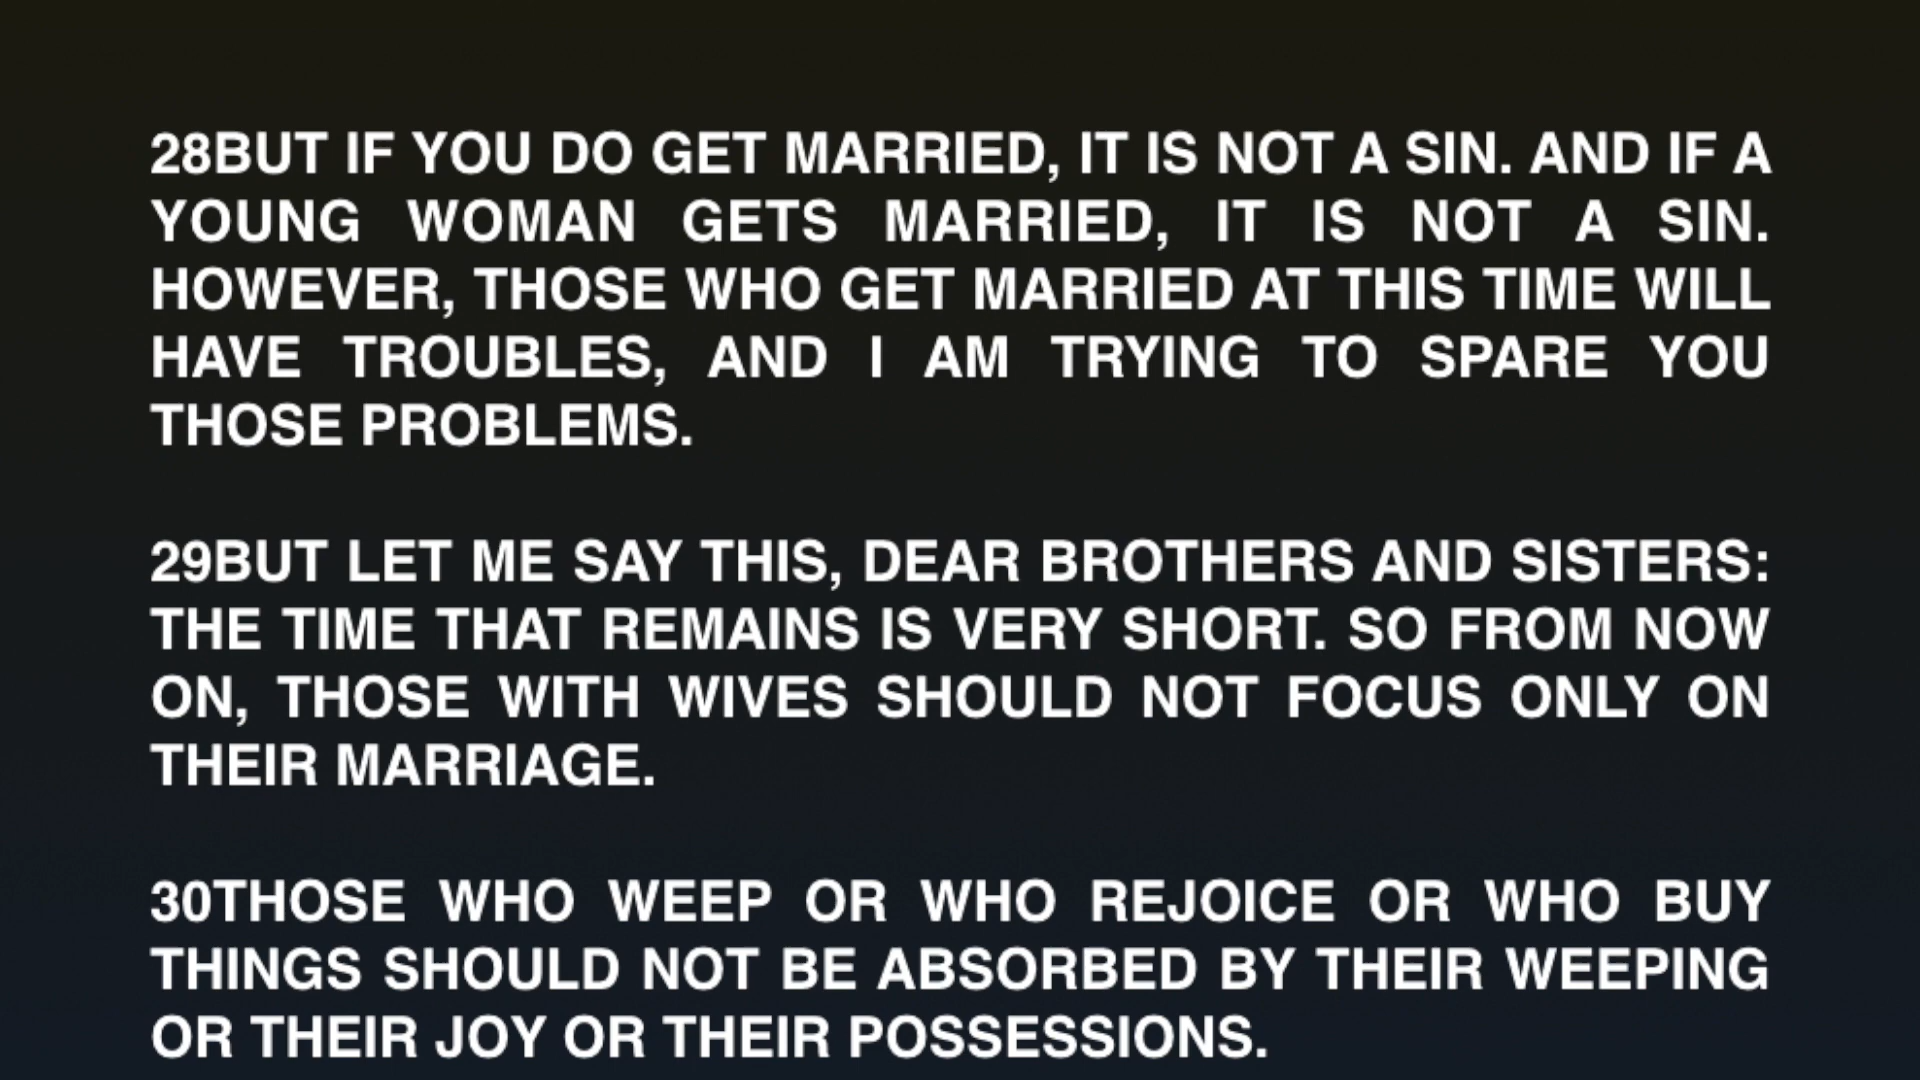 28BUT IF YOU DO GET MARRIED, IT IS NOT A SIN. AND IF A
YOUNG WOMAN GETS MARRIED, IT IS NOT A SIN.
HOWEVER, THOSE WHO GET MARRIED AT THIS TIME WILL
HAVE TROUBLES, AND I AM TRYING TO SPARE YOU
THOSE PROBLEMS.
29BUT LET ME SAY THIS, DEAR BROTHERS AND SISTERS:
THE TIME THAT REMAINS IS VERY SHORT. SO FROM NOW
ON, THOSE WITH WIVES SHOULD NOT FOCUS ONLY ON
THEIR MARRIAGE.
30THOSE WHO WEEP OR WHO REJOICE OR WHO BUY
THINGS SHOULD NOT BE ABSORBED BY THEIR WEEPING
OR THEIR JOY OR THEIR POSSESSIONS.